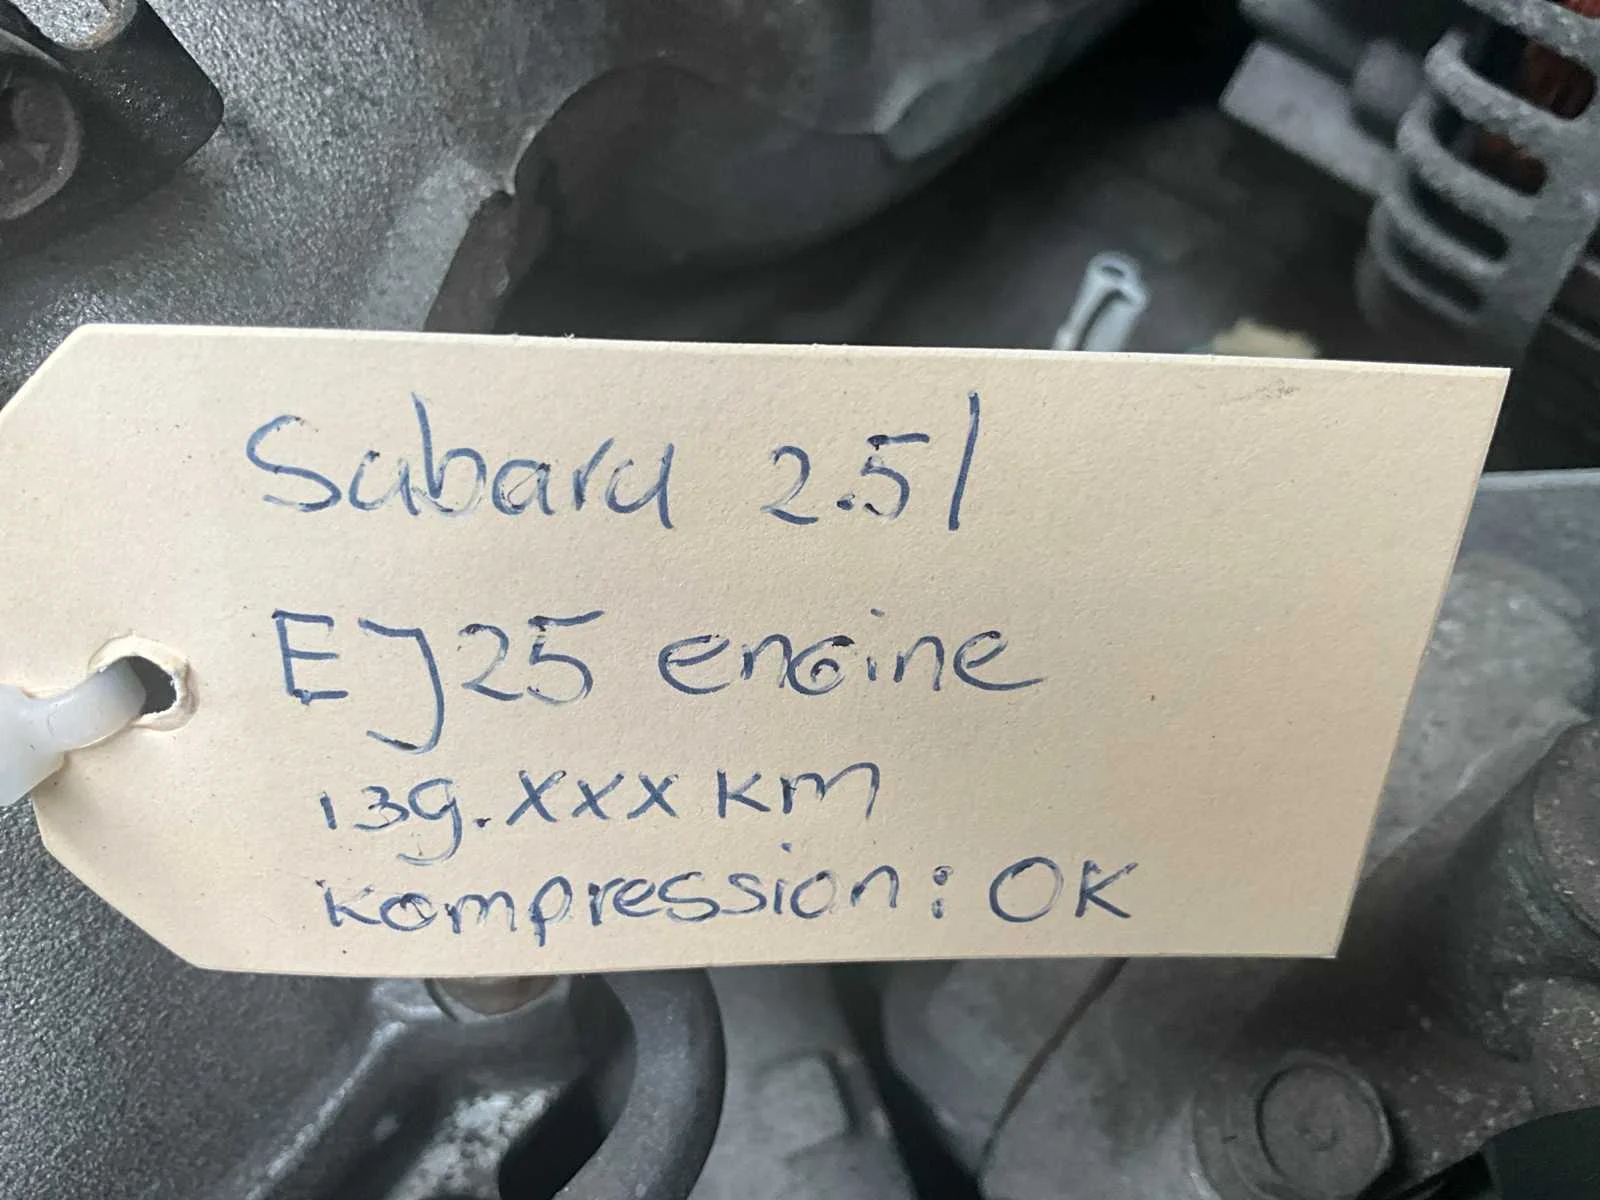 Subaru 2.5l
EJ25 engine
139.xxx km
kompression: OK